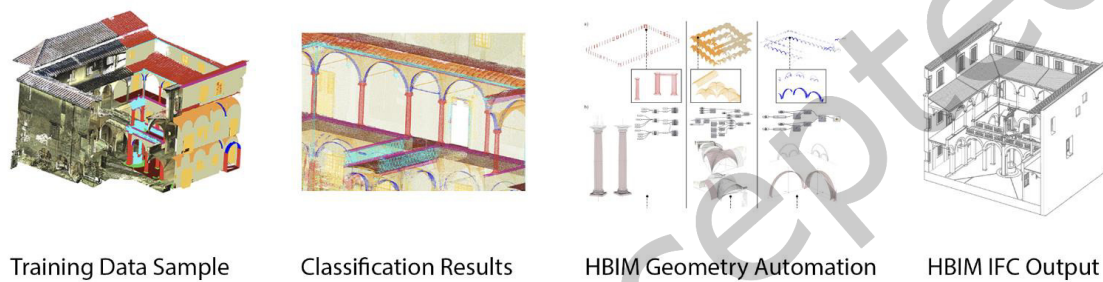 a)
b)
Training Data Sample
Classification Results
HBIM Geometry Automation
HBIM IFC Output